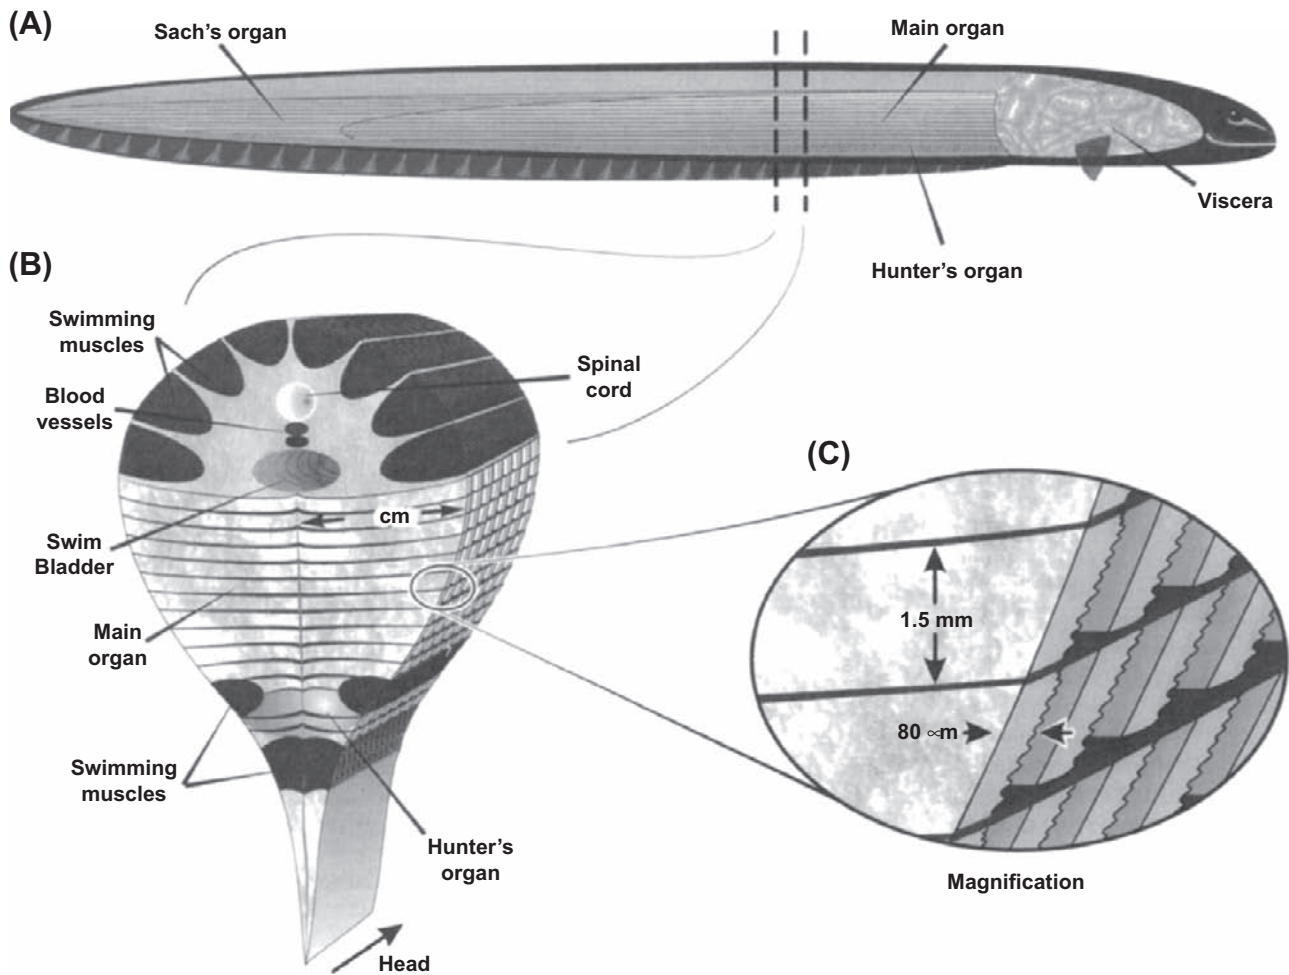 (A)
Sach's organ
Main organ
Viscera
Hunter's organ
(B)
Swimming
muscles
Blood
vessels
Spinal
cord
cm
Swim
Bladder
Main
organ
Swimming
muscles
Hunter's
organ
Head
(C)
1.5 mm
80 ∝m
Magnification